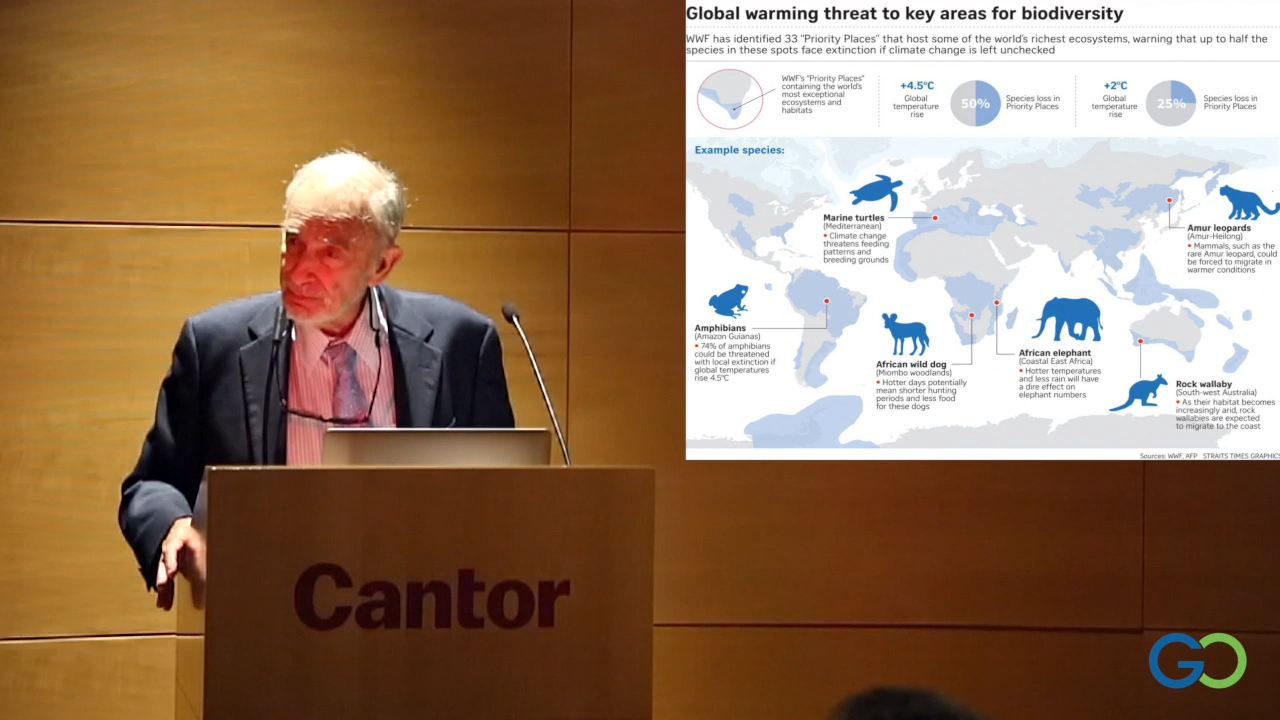 Global warming threat to key areas for biodiversity
WWF has identified 33 "Priority Places" that host some of the world's richest ecosystems, warning that up to half the
species in these spots face extinction if climate change is left unchecked
WWF's "Priority Places"
containing the world's
most exceptional
ecosystems and
habitats
+4.5°C
Global
temperature
rise
50%
Species loss in
Priority Places
+2°C
Global
temperature
rise
25%
Species loss in
Priority Places
Example species:
Marine turtles
(Mediterranean)
• Climate change
threatens feeding
patterns and
breeding grounds
Amur leopards
(Amur-Heilong)
• Mammals, such as the
rare Amur leopard, could
be forced to migrate in
warmer conditions
Amphibians
(Amazon Guianas)
• 74% of amphibians
could be threatened
with local extinction if
global temperatures
rise 4.5°C
African wild dog
(Miombo woodlands)
• Hotter days potentially
mean shorter hunting
periods and less food
for these dogs
African elephant
(Coastal East Africa)
• Hotter temperatures
and less rain will have
a dire effect on
elephant numbers
Rock wallaby
(South-west Australia)
• As their habitat becomes
increasingly arid, rock
wallabies are expected
to migrate to the coast
Sources: WWF, AFP STRAITS TIMES GRAPHICS
Cantor
GO